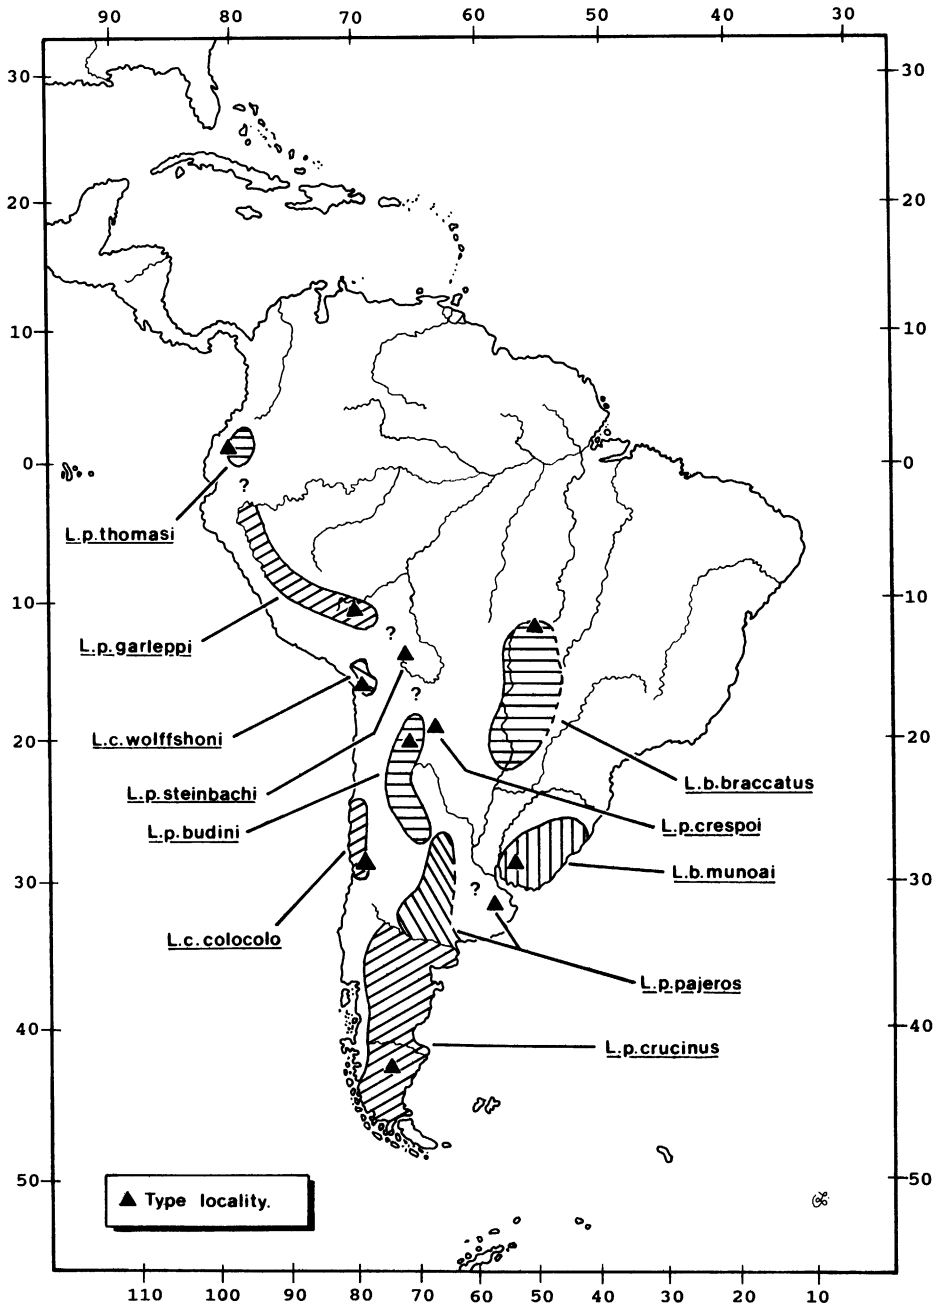 90 80 70 60 50 40 30
30 30
20 20
10 10
0 0
?
L.p.thomasi
10 10
?
L.p.garleppi
?
L.c.wolffshoni
20 20
L.b.braccatus
L.p.steinbachi
L.p.crespoi
L.p.budini
L.b.munoai
30 ? 30
L.c.colocolo
L.p.pajeros
40 40
L.p.crucinus
50 50
▲ Type locality.
110 100 90 80 70 60 50 40 30 20 10